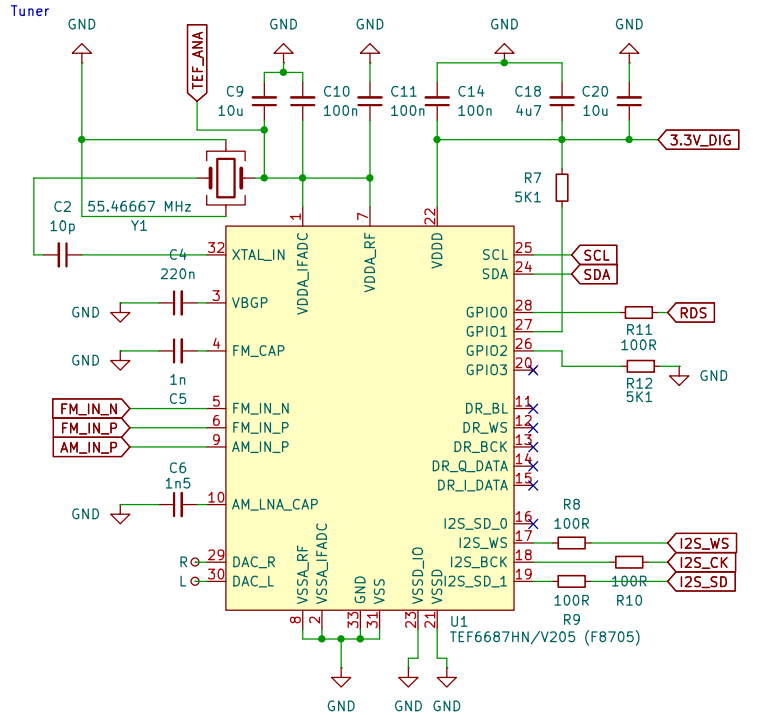 Tuner
GND
GND
GND
GND
GND
TEF_ANA
C9
10u
C10
100n
C11
100n
C14
100n
C18
4u7
C20
10u
3.3V_DIG
R7
5K1
C2
10p
55.46667 MHz
Y1
1
7
22
VDDA_IFADC
VDDA_RF
VDDD
C4
220n
32
XTAL_IN
25
SCL
SCL
24
SDA
SDA
GND
3
VBGP
28
GPIO0
RDS
27
GPIO1
R11
100R
GND
4
FM_CAP
26
GPIO2
20
GPIO3
R12
5K1
GND
1n
C5
FM_IN_N
5
FM_IN_N
11
DR_BL
FM_IN_P
6
FM_IN_P
12
DR_WS
AM_IN_P
9
AM_IN_P
13
DR_BCK
14
DR_Q_DATA
15
DR_I_DATA
C6
1n5
GND
10
AM_LNA_CAP
R8
100R
16
I2S_SD_0
17
I2S_WS
I2S_WS
R
29
DAC_R
18
I2S_BCK
I2S_CK
L
30
DAC_L
19
I2S_SD_1
100R
R10
I2S_SD
100R
R9
VSSA_RF
VSSA_IFADC
GND
VSS
VSSD_IO
VSSD
8
2
33
31
23
21
U1
TEF6687HN/V205 (F8705)
GND
GND
GND